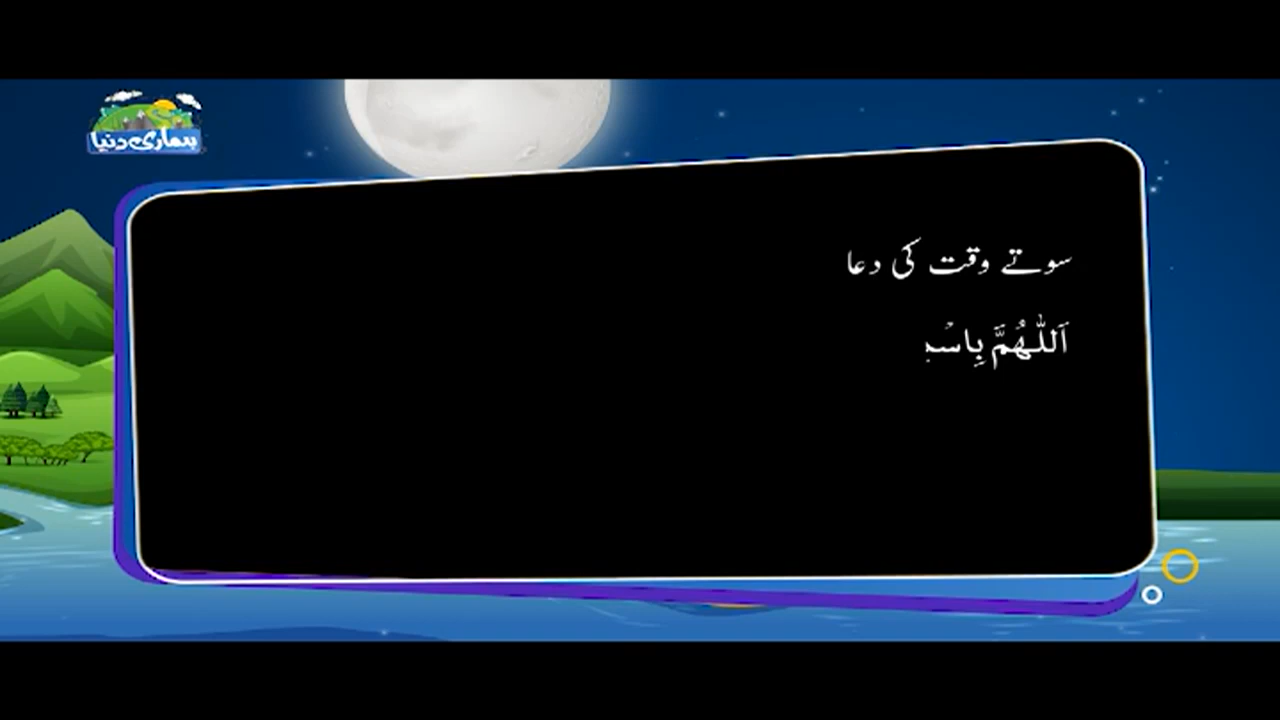 ہماری دنیا
سوتے وقت کی دعا
اَللّٰهُمَّ بِاسْمِ